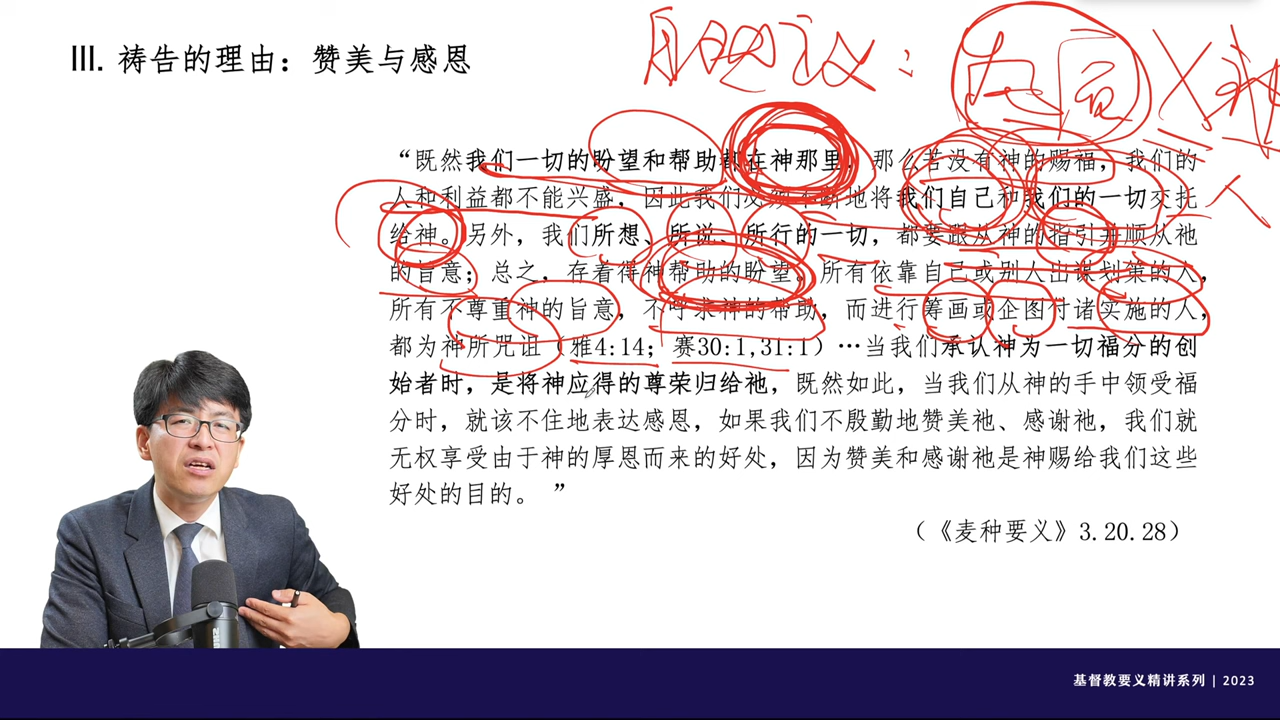 III. 祷告的理由：赞美与感恩
“既然我们一切的盼望和帮助都在神那里，那么若没有神的赐福，我们的
人和利益都不能兴盛，因此我们必须不断地将我们自己和我们的一切交托
给神。另外，我们所想、所说、所行的一切，都要跟从神的指引并顺从祂
的旨意；总之，存着得神帮助的盼望。所有依靠自己或别人出谋划策的人，
所有不尊重神的旨意，不呼求神的帮助，而进行筹画或企图付诸实施的人，
都为神所咒诅（雅4:14；赛30:1,31:1）…当我们承认神为一切福分的创
始者时，是将神应得的尊荣归给祂，既然如此，当我们从神的手中领受福
分时，就该不住地表达感恩，如果我们不殷勤地赞美祂、感谢祂，我们就
无权享受由于神的厚恩而来的好处，因为赞美和感谢祂是神赐给我们这些
好处的目的。 ”
（《麦种要义》3.20.28）
基督教要义精讲系列 | 2023